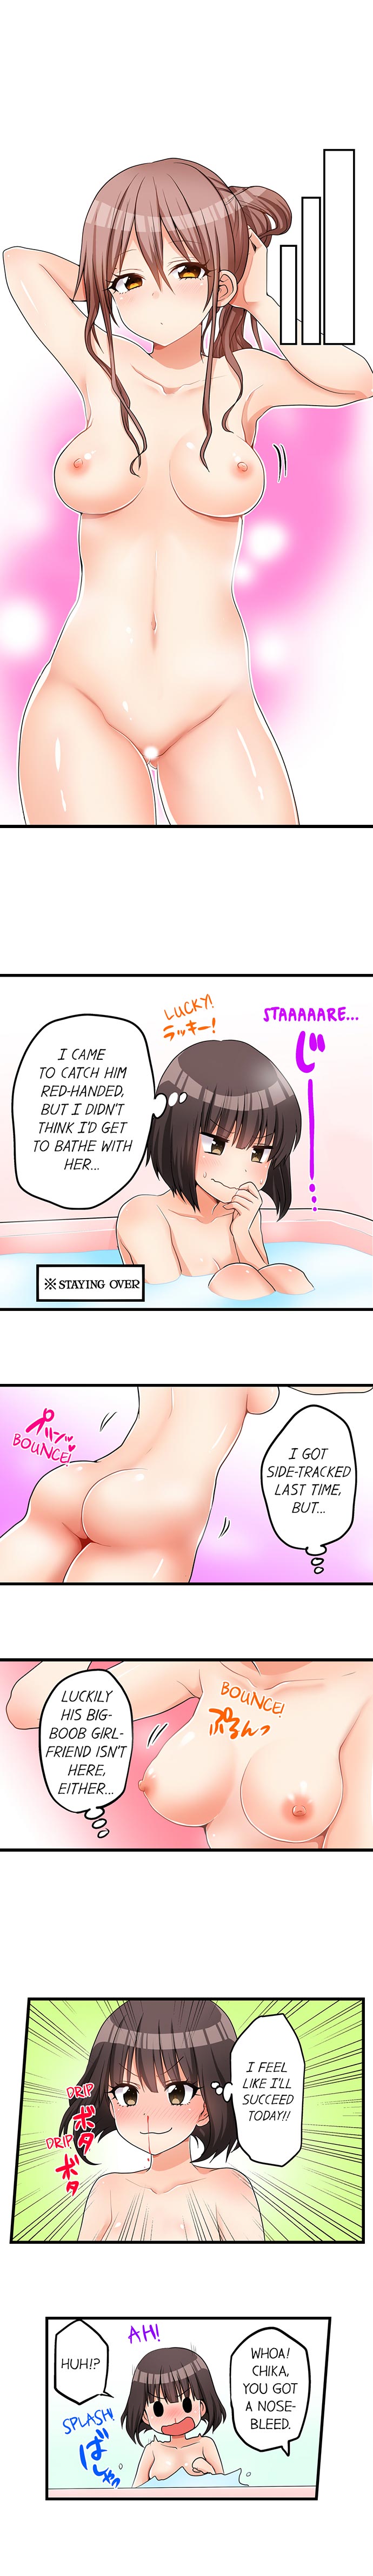 LUCKY!
ラッキー!
STAAAAARE...
じー...
I CAME
TO CATCH HIM
RED-HANDED,
BUT I DIDN'T
THINK I'D GET
TO BATHE WITH
HER...
※STAYING OVER
プリンッ♥
BOUNCE!
I GOT
SIDE-TRACKED
LAST TIME,
BUT...
LUCKILY
HIS BIG-
BOOB GIRL-
FRIEND ISN'T
HERE,
EITHER...
BOUNCE!
ぷるんっ
I FEEL
LIKE I'LL
SUCCEED
TODAY!!
DRIP
ボタ
DRIP
ボタ
AH!
WHOA!
CHIKA,
YOU GOT
A NOSE-
BLEED.
HUH!?
SPLASH!
ばしゃっ